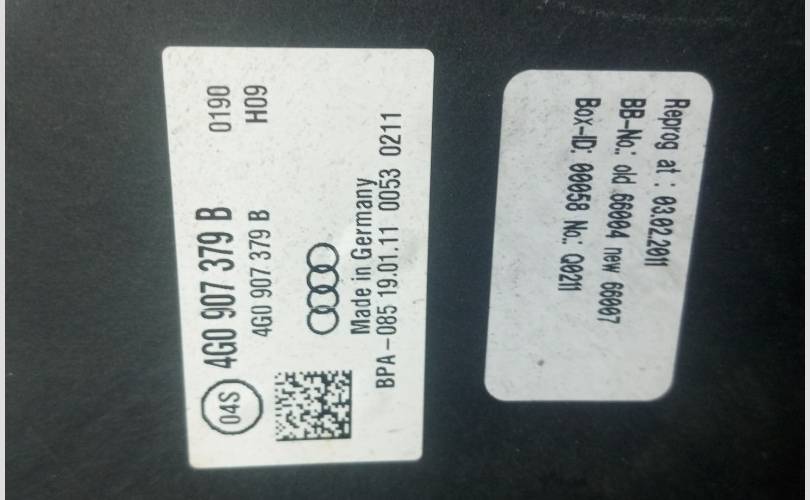 04S 4G0 907 379 B 0190
4G0 907 379 B H09
Made in Germany
BPA-085 19.01.11 0053 0211
Reprog at : 03.02.2011
BB-No.: old 66004 new 66007
Box-ID: 000058 No.: Q0211